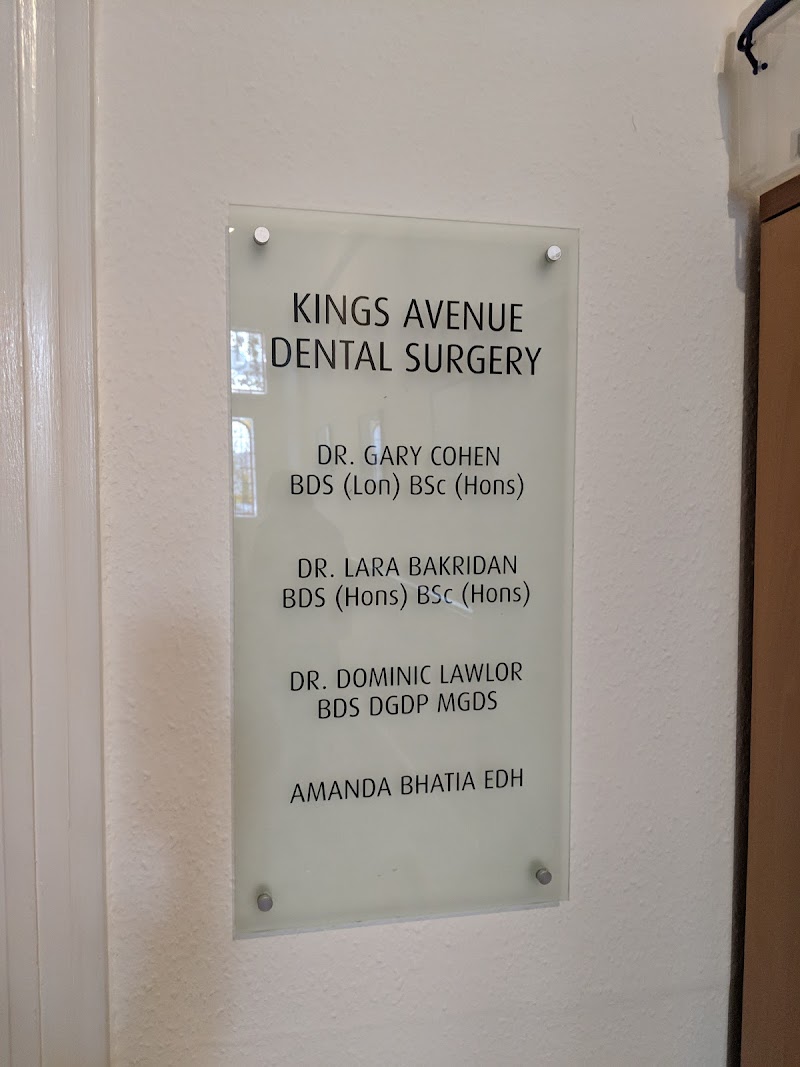 KINGS AVENUE
DENTAL SURGERY
DR. GARY COHEN
BDS (Lon) BSc (Hons)
DR. LARA BAKRIDAN
BDS (Hons) BSc (Hons)
DR. DOMINIC LAWLOR
BDS DGDP MGDS
AMANDA BHATIA EDH